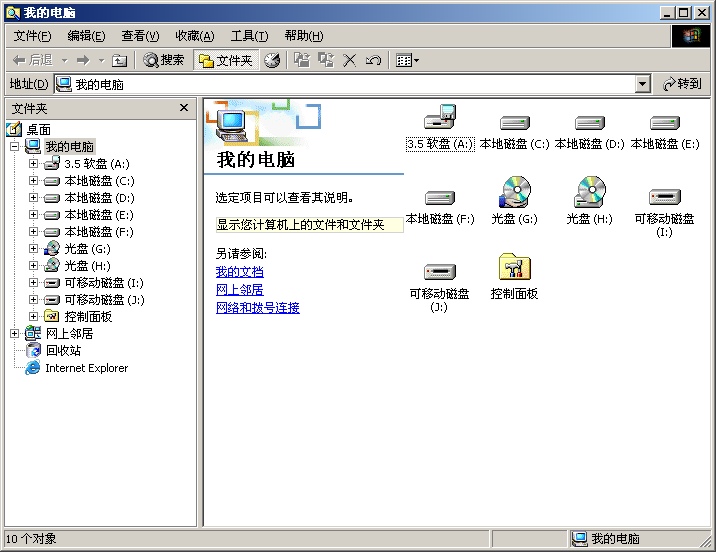 我的电脑
文件(F) 编辑(E) 查看(V) 收藏(A) 工具(T) 帮助(H)
后退 搜索 文件夹
地址(D) 我的电脑 转到
文件夹
桌面
我的电脑
3.5 软盘 (A:)
本地磁盘 (C:)
本地磁盘 (D:)
本地磁盘 (E:)
本地磁盘 (F:)
光盘 (G:)
光盘 (H:)
可移动磁盘 (I:)
可移动磁盘 (J:)
控制面板
网上邻居
回收站
Internet Explorer
我的电脑
选定项目可以查看其说明。
显示您计算机上的文件和文件夹
另请参阅:
我的文档
网上邻居
网络和拨号连接
3.5 软盘 (A:) 本地磁盘 (C:) 本地磁盘 (D:) 本地磁盘 (E:)
本地磁盘 (F:) 光盘 (G:) 光盘 (H:) 可移动磁盘
(I:)
可移动磁盘 控制面板
(J:)
10 个对象 我的电脑